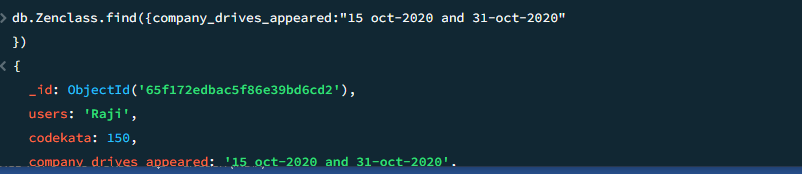 > db.Zenclass.find({company_drives_appeared:"15 oct-2020 and 31-oct-2020"
})
< {
_id: ObjectId('65f172edbac5f86e39bd6cd2'),
users: 'Raji',
codekata: 150,
company_drives_appeared: '15 oct-2020 and 31-oct-2020',